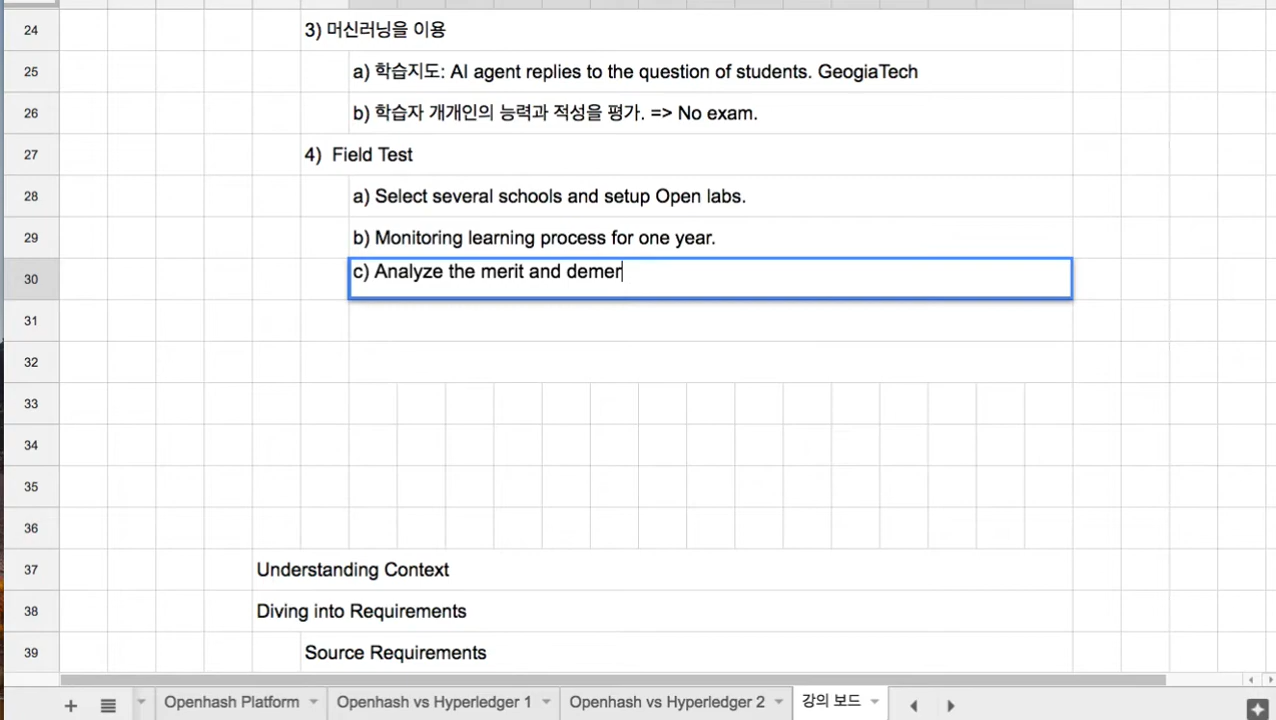 24 3) 머신러닝을 이용
25 a) 학습지도: AI agent replies to the question of students. GeogiaTech
26 b) 학습자 개개인의 능력과 적성을 평가. => No exam.
27 4) Field Test
28 a) Select several schools and setup Open labs.
29 b) Monitoring learning process for one year.
30 c) Analyze the merit and demer
31
32
33
34
35
36
37 Understanding Context
38 Diving into Requirements
39 Source Requirements
Openhash Platform Openhash vs Hyperledger 1 Openhash vs Hyperledger 2 강의 보드